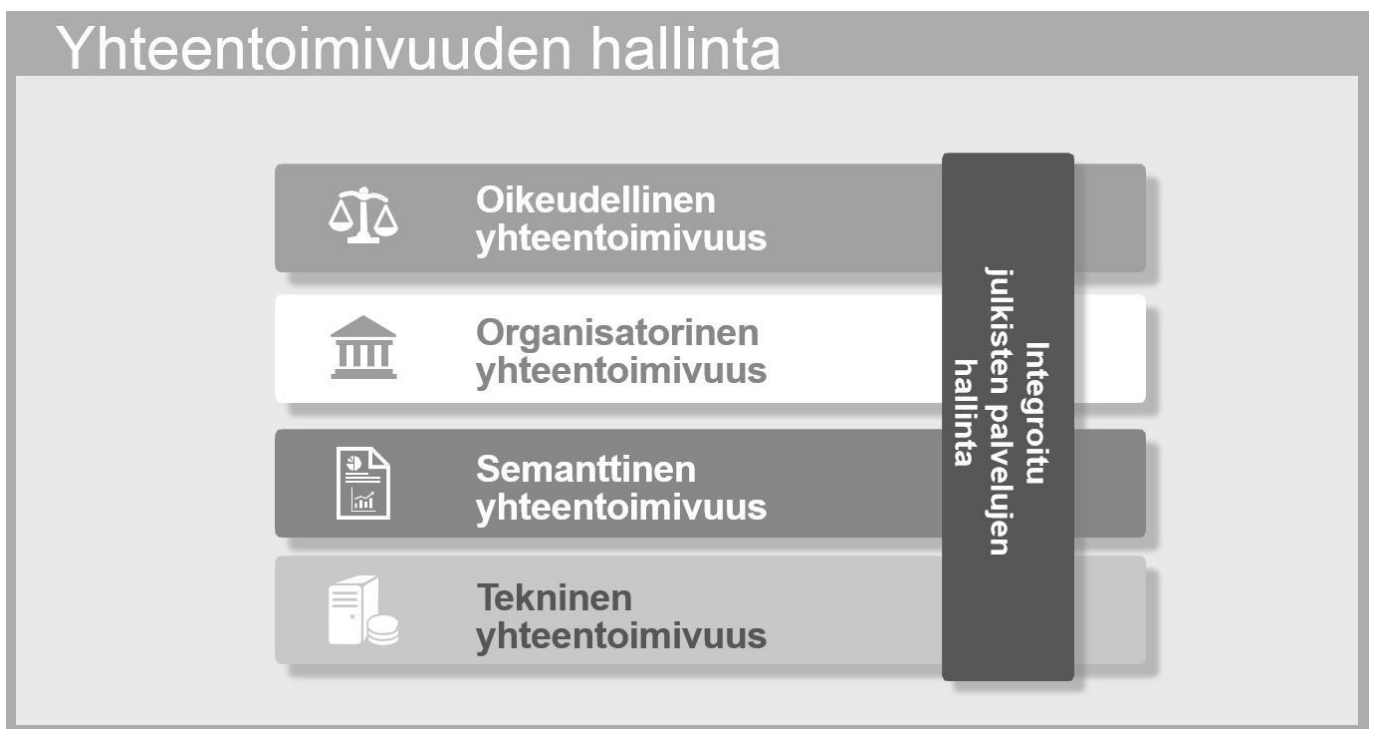 Yhteentoimivuuden hallinta
Oikeudellinen
yhteentoimivuus
Organisatorinen
yhteentoimivuus
Semanttinen
yhteentoimivuus
Tekninen
yhteentoimivuus
Integroitu
julkisten palvelujen
hallinta